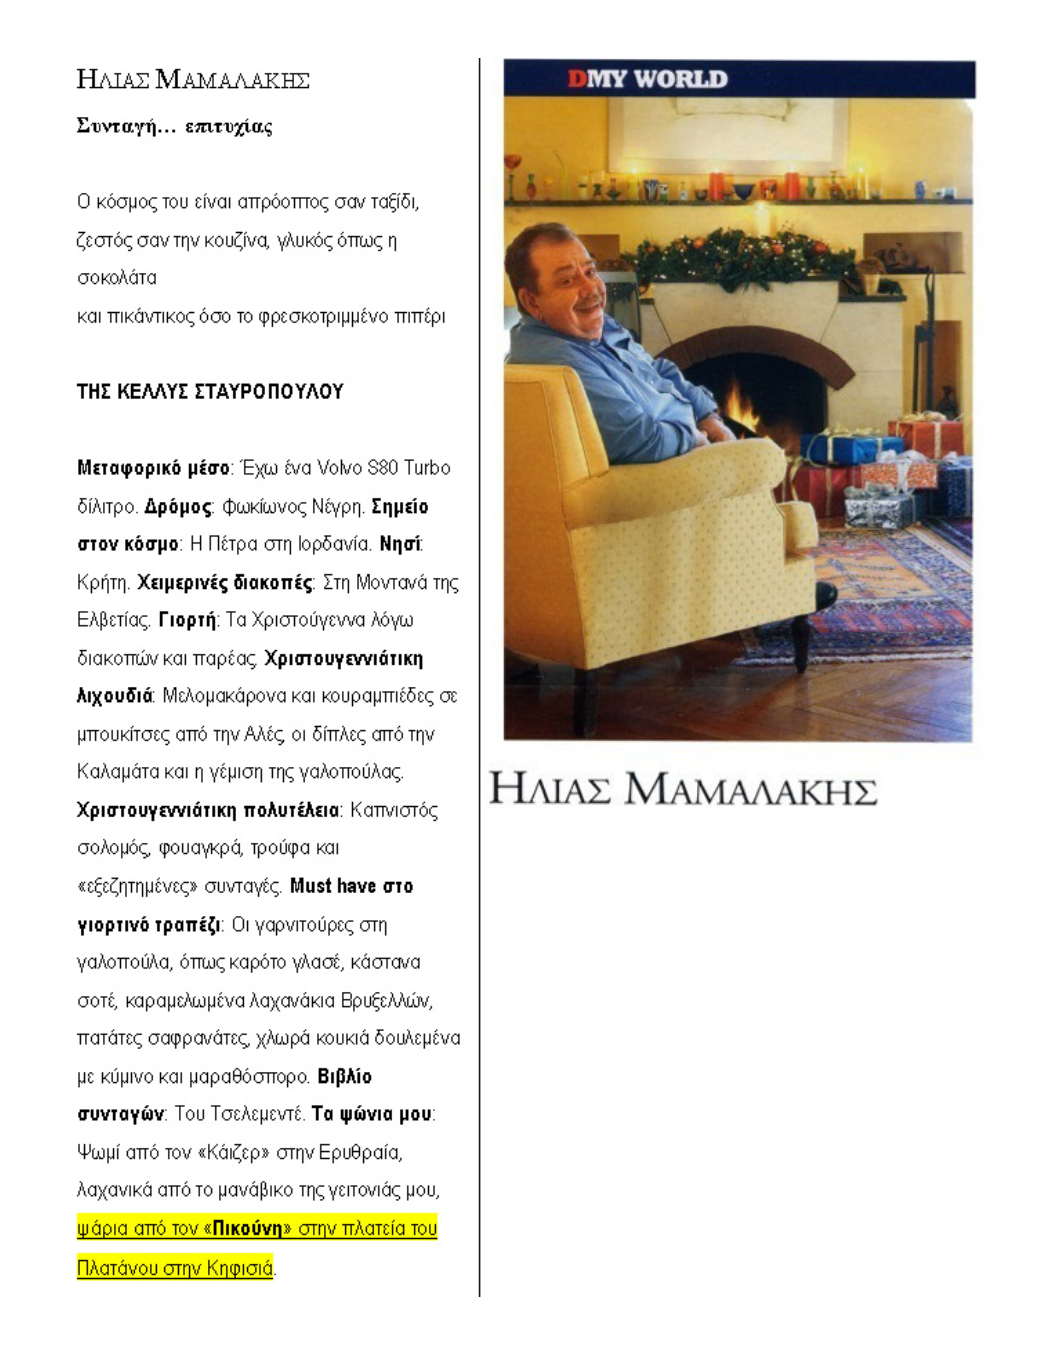 ΗΛΙΑΣ ΜΑΜΑΛΑΚΗΣ
Συνταγή… επιτυχίας
Ο κόσμος του είναι απρόοπτος σαν ταξίδι,
ζεστός σαν την κουζίνα, γλυκός όπως η
σοκολάτα
και πικάντικος όσο το φρεσκοτριμμένο πιπέρι
ΤΗΣ ΚΕΛΛΥΣ ΣΤΑΥΡΟΠΟΥΛΟΥ
Μεταφορικό μέσο: Έχω ένα Volvo S80 Turbo
δίλιτρο. Δρόμος: Φωκίωνος Νέγρη. Σημείο
στον κόσμο: Η Πέτρα στη Ιορδανία. Νησί:
Κρήτη. Χειμερινές διακοπές: Στη Μοντανά της
Ελβετίας. Γιορτή: Τα Χριστούγεννα λόγω
διακοπών και παρέας. Χριστουγεννιάτικη
λιχουδιά: Μελομακάρονα και κουραμπιέδες σε
μπουκίτσες από την Αλές, οι δίπλες από την
Καλαμάτα και η γέμιση της γαλοπούλας.
Χριστουγεννιάτικη πολυτέλεια: Καπνιστός
σολομός, φουαγκρά, τρούφα και
«εξεζητημένες» συνταγές. Must have στο
γιορτινό τραπέζι: Οι γαρνιτούρες στη
γαλοπούλα, όπως καρότο γλασέ, κάστανα
σοτέ, καραμελωμένα λαχανάκια Βρυξελλών,
πατάτες σαφρανάτες, χλωρά κουκιά δουλεμένα
με κύμινο και μαραθόσπορο. Βιβλίο
συνταγών: Του Τσελεμεντέ. Τα ψώνια μου:
Ψωμί από τον «Κάιζερ» στην Ερυθραία,
λαχανικά από το μανάβικο της γειτονιάς μου,
ψάρια από τον «Πικούνη» στην πλατεία του
Πλατάνου στην Κηφισιά.
DMY WORLD
ΗΛΙΑΣ ΜΑΜΑΛΑΚΗΣ